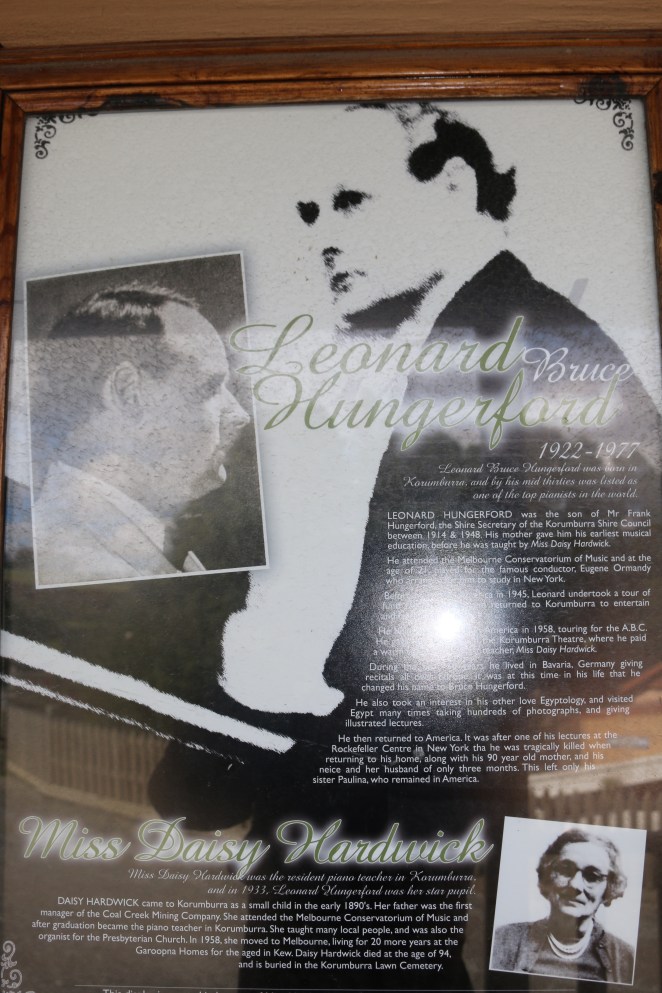 Leonard Bruce
Hungerford
1922-1977
Leonard Bruce Hungerford was born in
Korumburra, and by his mid thirties was listed as
one of the top pianists in the world.
LEONARD HUNGERFORD was the son of Mr Frank
Hungerford, the Shire Secretary of the Korumburra Shire Council
between 1914 & 1948. His mother gave him his earliest musical
education, before he was taught by Miss Daisy Hardwick.
He attended the Melbourne Conservatorium of Music and at the
age of 21, played for the famous conductor, Eugene Ormandy
who him to study in New York.
in 1945, Leonard undertook a tour of
returned to Korumburra to entertain
America in 1958, touring for the A.B.C.
He the Korumburra Theatre, where he paid
a teacher, Miss Daisy Hardwick.
During the he lived in Bavaria, Germany giving
recitals all over Europe. It was at this time in his life that he
changed his name to Bruce Hungerford.
He also took an interest in his other love Egyptology, and visited
Egypt many times taking hundreds of photographs, and giving
illustrated lectures.
He then returned to America. It was after one of his lectures at the
Rockefeller Centre in New York tha he was tragically killed when
returning to his home, along with his 90 year old mother, and his
neice and her husband of only three months. This left only his
sister Paulina, who remained in America.
Miss Daisy Hardwick
Miss Daisy Hardwick was the resident piano teacher in Korumburra,
and in 1933, Leonard Hungerford was her star pupil.
DAISY HARDWICK came to Korumburra as a small child in the early 1890's. Her father was the first
manager of the Coal Creek Mining Company. She attended the Melbourne Conservatorium of Music and
after graduation became the piano teacher in Korumburra. She taught many local people, and was also the
organist for the Presbyterian Church. In 1958, she moved to Melbourne, living for 20 more years at the
Garoopna Homes for the aged in Kew. Daisy Hardwick died at the age of 94,
and is buried in the Korumburra Lawn Cemetery.